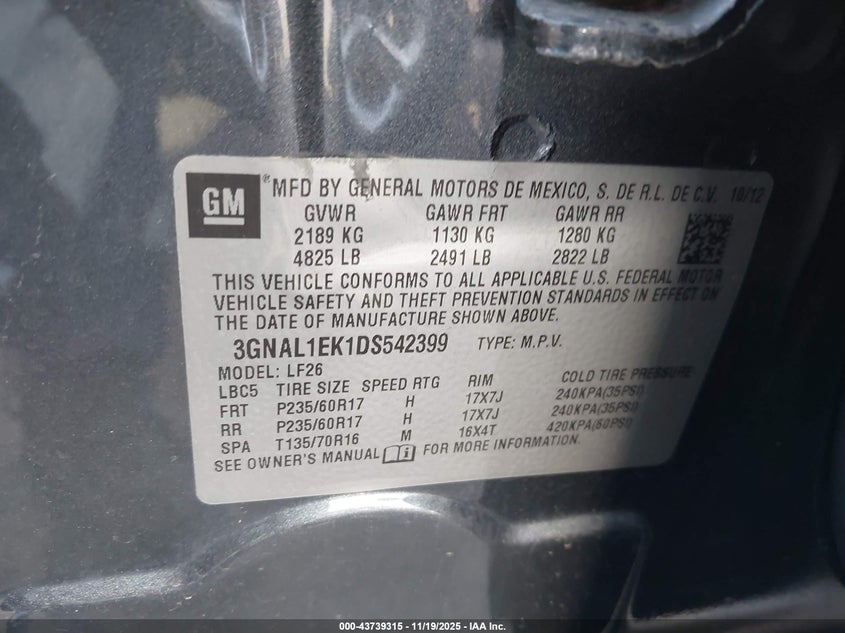 GM ® MFD BY GENERAL MOTORS DE MEXICO, S. DE R.L. DE C.V. 10/12
GVWR GAWR FRT GAWR RR
2189 KG 1130 KG 1280 KG
4825 LB 2491 LB 2822 LB
THIS VEHICLE CONFORMS TO ALL APPLICABLE U.S. FEDERAL MOTOR
VEHICLE SAFETY AND THEFT PREVENTION STANDARDS IN EFFECT ON
THE DATE OF MANUFACTURE SHOWN ABOVE.
3GNAL1EK1DS542399 TYPE: M.P.V.
MODEL: LF26
LBC5 TIRE SIZE SPEED RTG RIM COLD TIRE PRESSURE
FRT P235/60R17 H 17X7J 240KPA(35PSI)
RR P235/60R17 H 17X7J 240KPA(35PSI)
SPA T135/70R16 M 16X4T 420KPA(60PSI)
SEE OWNER'S MANUAL FOR MORE INFORMATION.
000-43739315 - 11/19/2025 - IAA Inc.